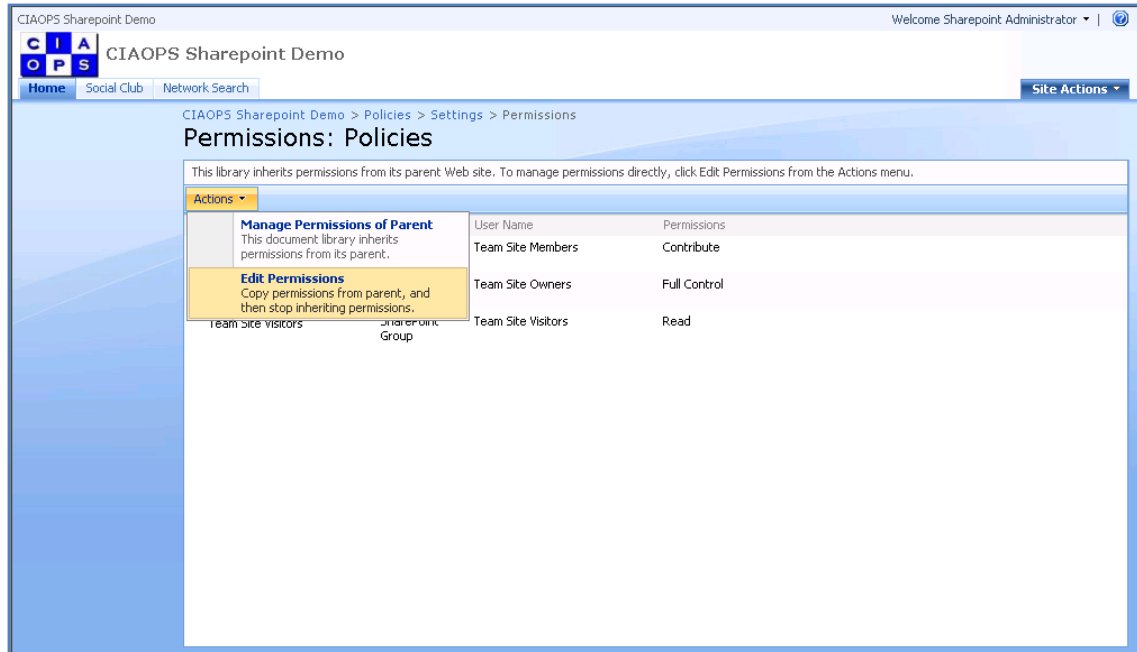 CIAOPS Sharepoint Demo
Welcome Sharepoint Administrator
C I A
O P S
CIAOPS Sharepoint Demo
Home Social Club Network Search
Site Actions
CIAOPS Sharepoint Demo > Policies > Settings > Permissions
Permissions: Policies
This library inherits permissions from its parent Web site. To manage permissions directly, click Edit Permissions from the Actions menu.
Actions
Manage Permissions of Parent
This document library inherits
permissions from its parent.
Edit Permissions
Copy permissions from parent, and
then stop inheriting permissions.
User Name Permissions
Team Site Members Contribute
Team Site Owners Full Control
Team Site Visitors SharePoint Team Site Visitors Read
Group